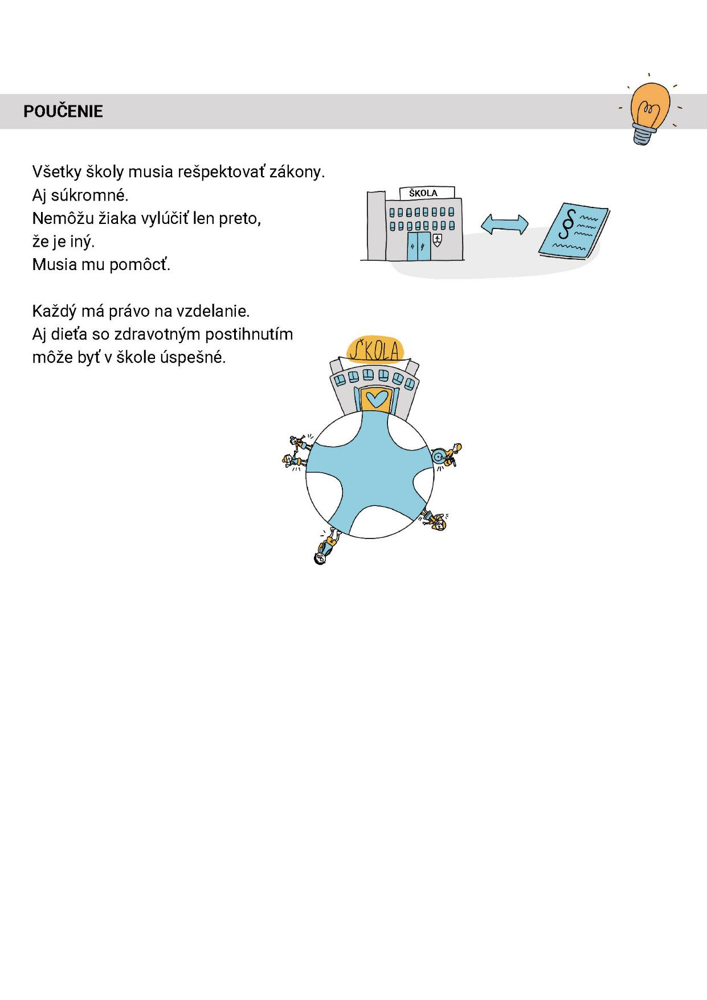 POUČENIE
Všetky školy musia rešpektovať zákony.
Aj súkromné.
Nemôžu žiaka vylúčiť len preto,
že je iný.
Musia mu pomôcť.
ŠKOLA
§
Každý má právo na vzdelanie.
Aj dieťa so zdravotným postihnutím
môže byť v škole úspešné.
ŠKOLA